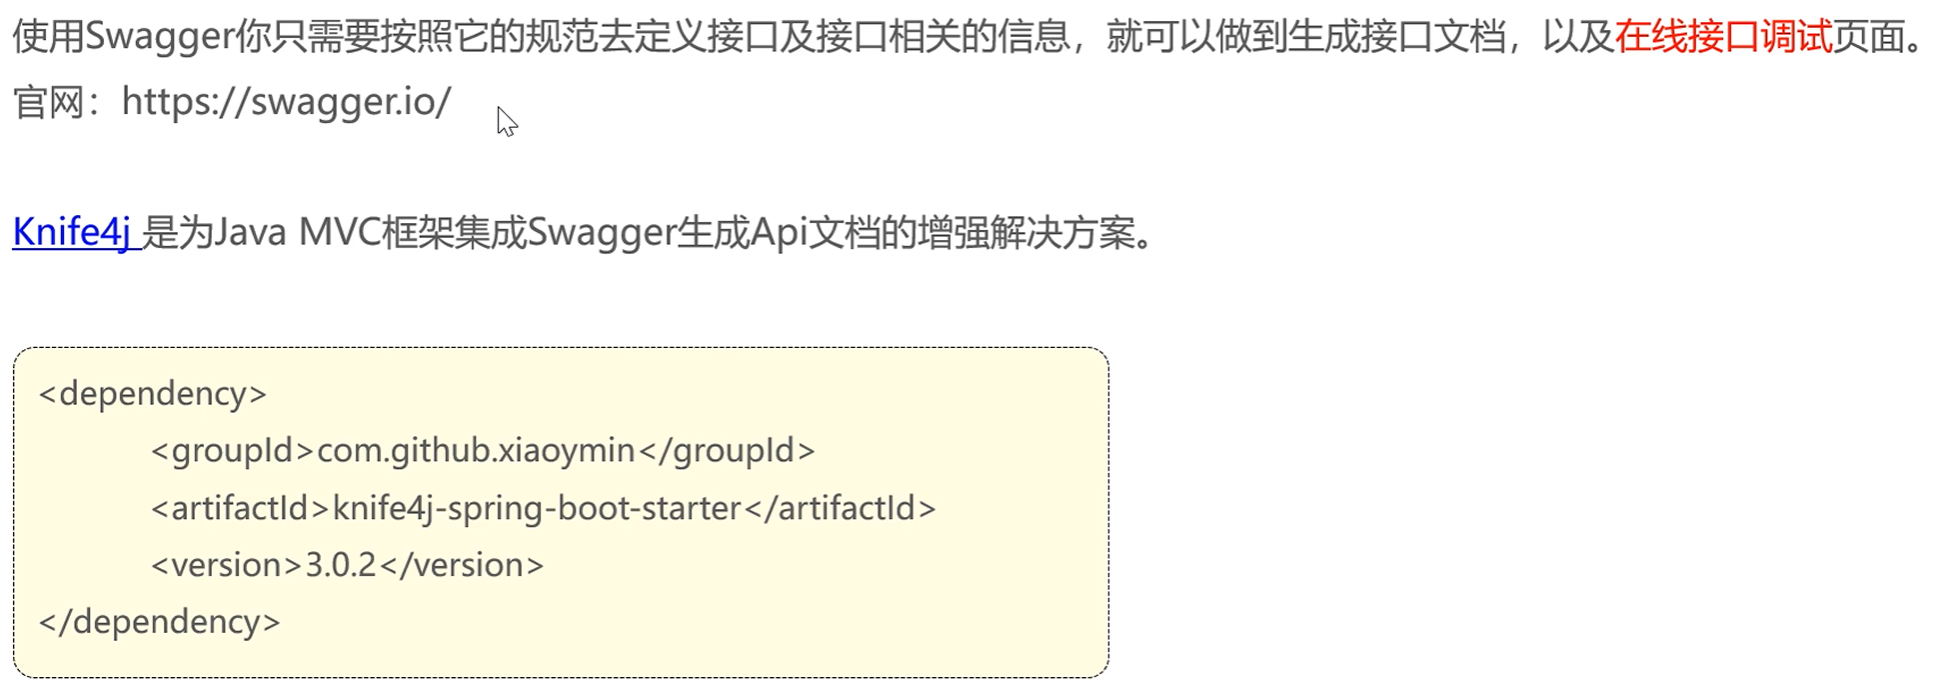 使用Swagger你只需要按照它的规范去定义接口及接口相关的信息，就可以做到生成接口文档，以及在线接口调试页面。
官网：https://swagger.io/
Knife4j 是为Java MVC框架集成Swagger生成Api文档的增强解决方案。
<dependency>
<groupId>com.github.xiaoymin</groupId>
<artifactId>knife4j-spring-boot-starter</artifactId>
<version>3.0.2</version>
</dependency>